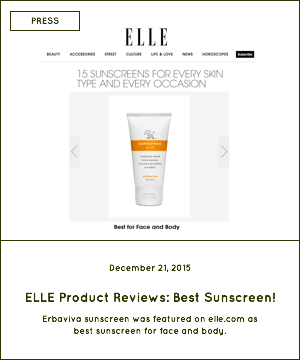 PRESS
ELLE
BEAUTY ACCESSORIES STREET CULTURE LIFE & LOVE NEWS HOROSCOPES Subscribe
15 SUNSCREENS FOR EVERY SKIN
TYPE AND EVERY OCCASION
sunscreen
Best for Face and Body
December 21, 2015
ELLE Product Reviews: Best Sunscreen!
Erbaviva sunscreen was featured on elle.com as
best sunscreen for face and body.